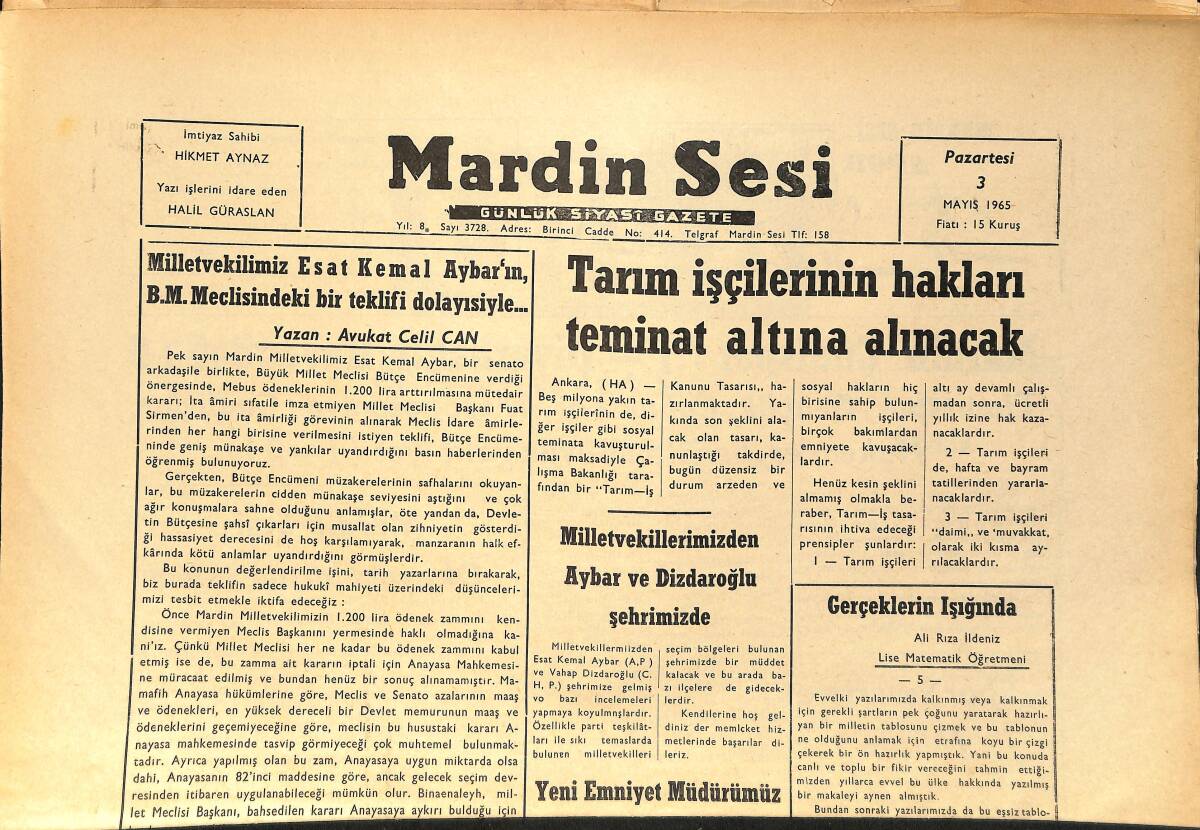 İmtiyaz Sahibi
HİKMET AYNAZ
Yazı işlerini idare eden
HALİL GÜRASLAN
Mardin Sesi
GÜNLÜK SİYASİ GAZETE
Yıl: 8, Sayı 3728. Adres: Birinci Cadde No: 414. Telgraf Mardin Sesi Tlf: 158
Pazartesi
3
MAYIS 1965
Fiatı : 15 Kuruş
Milletvekilimiz Esat Kemal Aybar'ın,
B.M. Meclisindeki bir teklifi dolayısiyle...
Yazan : Avukat Celil CAN
Pek sayın Mardin Milletvekilimiz Esat Kemal Aybar, bir senato
arkadaşile birlikte, Büyük Millet Meclisi Bütçe Encümenine verdiği
önergesinde, Mebus ödeneklerinin 1.200 lira arttırılmasına mütedair
kararı; İta âmiri sıfatile imza etmiyen Millet Meclisi Başkanı Fuat
Sirmen'den, bu ita âmirliği görevinin alınarak Meclis İdare âmirle-
rinden her hangi birisine verilmesini istiyen teklifi, Bütçe Encüme-
ninde geniş münakaşe ve yankılar uyandırdığını basın haberlerinden
öğrenmiş bulunuyoruz.
Gerçekten, Bütçe Encümeni müzakerelerinin safhalarını okuyan-
lar, bu müzakerelerin cidden münakaşe seviyesini aştığını ve çok
ağır konuşmalara sahne olduğunu anlamışlar, öte yandan da, Devle-
tin Bütçesine şahsî çıkarları için musallat olan zihniyetin gösterdi-
ği hassasiyet derecesini de hoş karşılamıyarak, manzaranın halk ef-
kârında kötü anlamlar uyandırdığını görmüşlerdir.
Bu konunun değerlendirilme işini, tarih yazarlarına bırakarak,
biz burada teklifin sadece hukukî mahiyeti üzerindeki düşünceleri-
mizi tesbit etmekle iktifa edeceğiz :
Önce Mardin Milletvekilimizin 1.200 lira ödenek zammını ken-
disine vermiyen Meclis Başkanını yermesinde haklı olmadığına ka-
ni'ız. Çünkü Millet Meclisi her ne kadar bu ödenek zammını kabul
etmiş ise de, bu zamma ait kararın iptali için Anayasa Mahkemesi-
ne müracaat edilmiş ve bundan henüz bir sonuç alınamamıştır. Ma-
mafih Anayasa hükümlerine göre, Meclis ve Senato azalarının maaş
ve ödenekleri, en yüksek dereceli bir Devlet memurunun maaş ve
ödeneklerini geçemiyeceğine göre, meclisin bu husustaki kararı A-
nayasa mahkemesinde tasvip görmiyeceği çok muhtemel bulunmak-
tadır. Ayrıca yapılmış olan bu zam, Anayasaya uygun miktarda olsa
dahi, Anayasanın 82'inci maddesine göre, ancak gelecek seçim dev-
resinden itibaren uygulanabileceği mümkün olur. Binaenaleyh, mil-
let Meclisi Başkanı, bahsedilen kararı Anayasaya aykırı bulduğu için
Tarım işçilerinin hakları
teminat altına alınacak
Ankara, (HA) —
Beş milyona yakın ta-
rım işçilerinin de, di-
ğer işçiler gibi sosyal
teminata kavuşturul-
ması maksadiyle Ça-
lışma Bakanlığı tara-
fından bir "Tarım—İş
Kanunu Tasarısı,, ha-
zırlanmaktadır. Ya-
kında son şeklini ala-
cak olan tasarı, ka-
nunlaştığı takdirde,
bugün düzensiz bir
durum arzeden ve
sosyal hakların hiç
birisine sahip bulun-
mıyanların işçileri,
birçok bakımlardan
emniyete kavuşacak-
lardır.
Henüz kesin şeklini
almamış olmakla be-
raber, Tarım—İş tasa-
rısının ihtiva edeceği
prensipler şunlardır:
1 — Tarım işçileri
altı ay devamlı çalış-
madan sonra, ücretli
yıllık izine hak kaza-
nacaklardır.
2 — Tarım işçileri
de, hafta ve bayram
tatillerinden yararla-
nacaklardır.
3 — Tarım işçileri
"daimi,, ve 'muvakkat,
olarak iki kısma ay-
rılacaklardır.
Milletvekillerimizden
Aybar ve Dizdaroğlu
şehrimizde
Milletvekillermiizden
Esat Kemal Aybar (A,P)
ve Vahap Dizdaroğlu (C.
H, P.) şehrimize gelmiş
vo bazı incelemeleri
yapmaya koyulmnşlardır.
Özellikle parti teşkilât-
ları ile sıkı temaslarda
bulunen milletvekilleri
seçim bölgeleri bulunan
şehrimizde bir müddet
kalacak ve bu arada ba-
zı ilçelere de gidecek-
lerdir.
Kendilerine hoş gel-
diniz der memlcket hiz-
metlerinde başarılar di-
leriz.
Yeni Emniyet Müdürümüz
Gerçeklerin Işığında
Ali Rıza İldeniz
Lise Matematik Öğretmeni
— 5 —
Evvelki yazılarımızda kalkınmış veya kalkınmak
için gerekli şartların pek çoğunu yaratarak hazırlı-
yan bir milletin tablosunu çizmek ve bu tablonun
ne olduğunu anlamak için etrafına koyu bir çizgi
çekerek bir ön hazırlık yapmıştık. Yani bu konuda
canlı ve toplu bir fikir vereceğini tahmin ettiği-
mizden yıllarca evvel bu ülke hakkında yazılmış
bir makaleyi aynen almıştık.
Bundan sonraki yazılarımızda da bu eşsiz tablo-